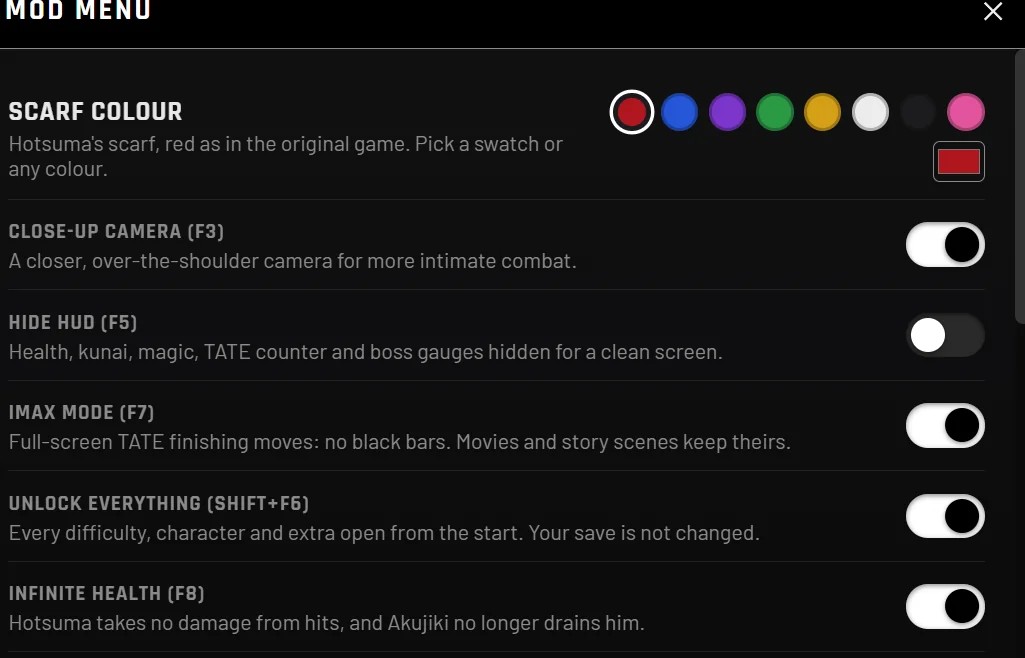 MOD MENU
SCARF COLOUR
Hotsuma's scarf, red as in the original game. Pick a swatch or
any colour.
CLOSE-UP CAMERA (F3)
A closer, over-the-shoulder camera for more intimate combat.
HIDE HUD (F5)
Health, kunai, magic, TATE counter and boss gauges hidden for a clean screen.
IMAX MODE (F7)
Full-screen TATE finishing moves: no black bars. Movies and story scenes keep theirs.
UNLOCK EVERYTHING (SHIFT+F6)
Every difficulty, character and extra open from the start. Your save is not changed.
INFINITE HEALTH (F8)
Hotsuma takes no damage from hits, and Akujiki no longer drains him.